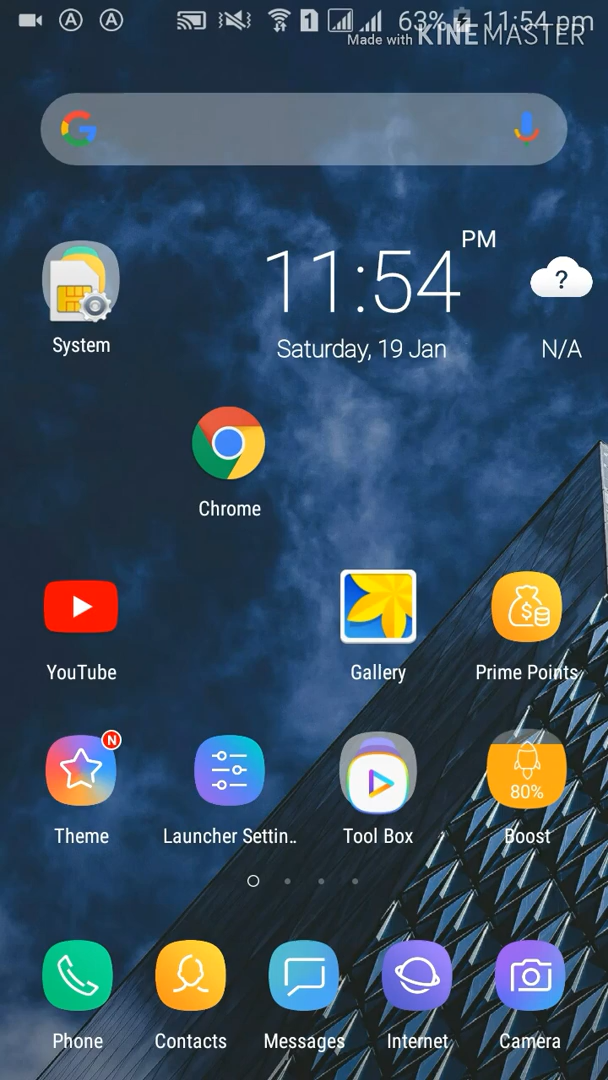 1 63% 11:54 pm
Made with KINEMASTER
G
11:54 PM
Saturday, 19 Jan
?
N/A
System
Chrome
YouTube
Gallery
Prime Points
N
80%
Theme
Launcher Settin..
Tool Box
Boost
Phone
Contacts
Messages
Internet
Camera